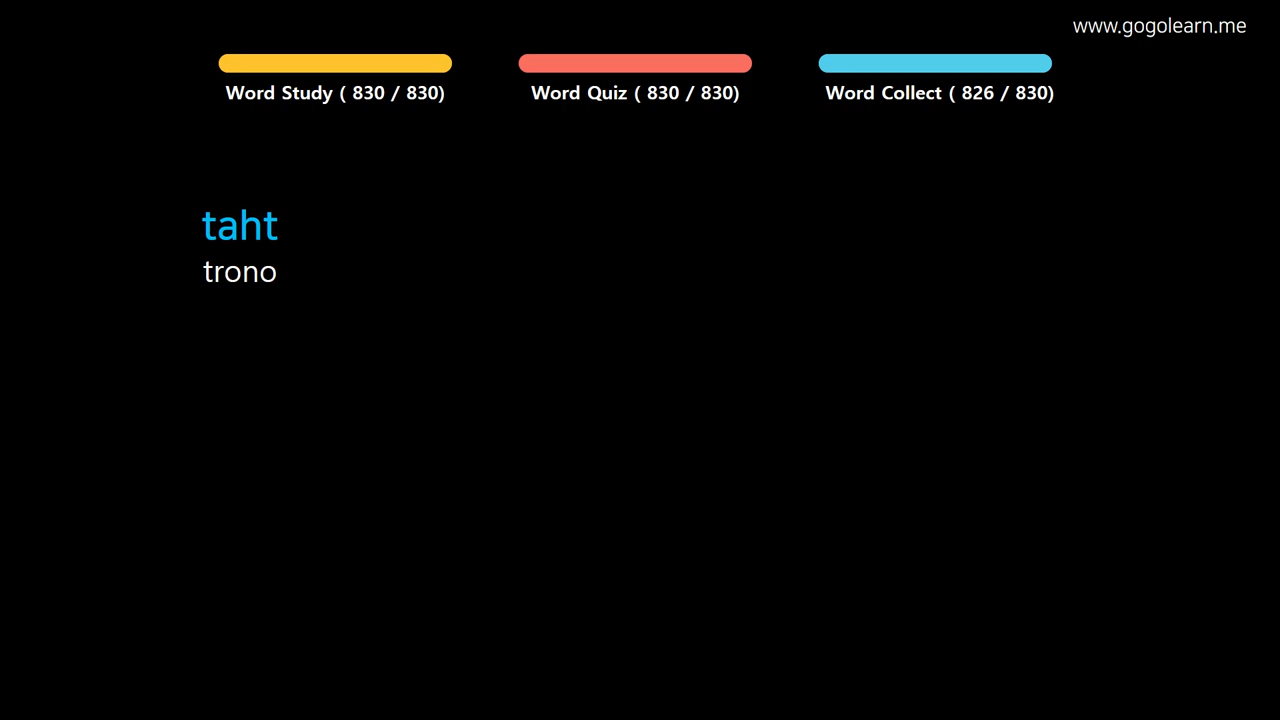 www.gogolearn.me
Word Study ( 830 / 830)
Word Quiz ( 830 / 830)
Word Collect ( 826 / 830)
taht
trono